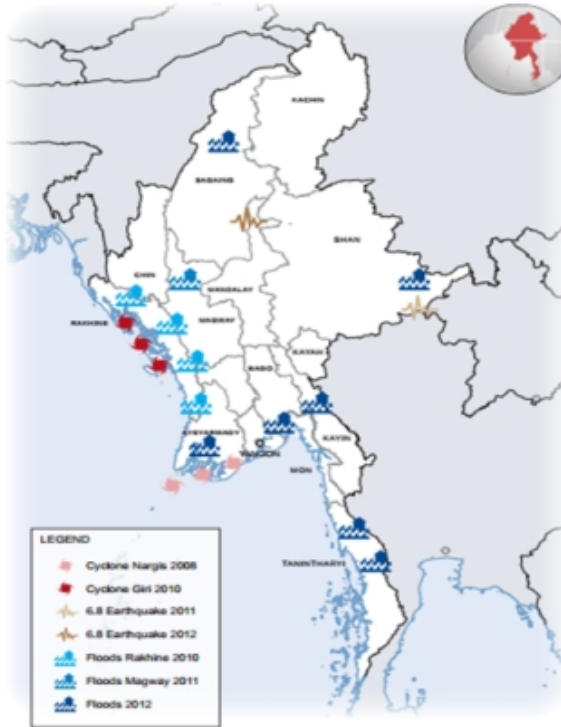 KACHIN
SAGAING
SHAN
CHIN
MANDALAY
RAKHINE
MAGWAY
KAYAH
BAGO
AYEYARWADY
YANGON
KAYIN
MON
TANINTHARYI
LEGEND
Cyclone Nargis 2008
Cyclone Giri 2010
6.8 Earthquake 2011
6.8 Earthquake 2012
Floods Rakhine 2010
Floods Magway 2011
Floods 2012